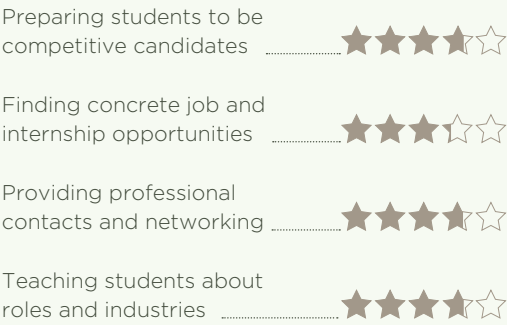 Preparing students to be
competitive candidates
Finding concrete job and
internship opportunities
Providing professional
contacts and networking
Teaching students about
roles and industries